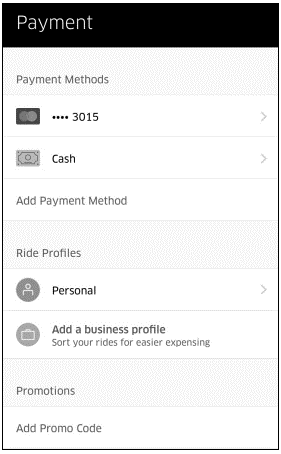 Payment
Payment Methods
•••• 3015
Cash
Add Payment Method
Ride Profiles
Personal
Add a business profile
Sort your rides for easier expensing
Promotions
Add Promo Code